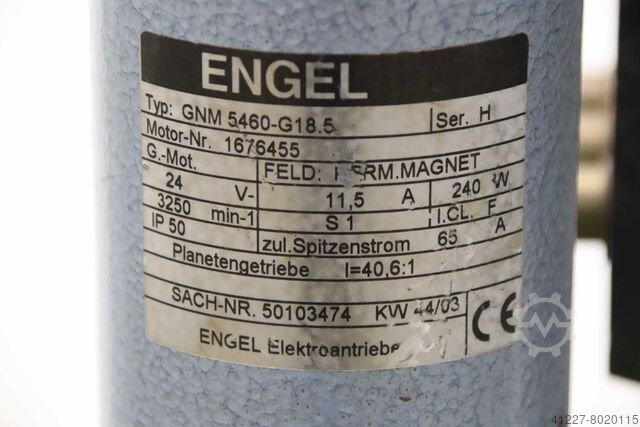 ENGEL
Typ: GNM 5460-G18.5 Ser. H
Motor-Nr. 1676455
G.-Mot. FELD: PERM.MAGNET
24 V- 11,5 A 240 W
3250 min-1 S 1 I.CL. F
IP 50 zul.Spitzenstrom 65 A
Planetengetriebe I=40,6:1
SACH-NR. 50103474 KW 44/03
ENGEL Elektroantriebe
CE
41227-8020115